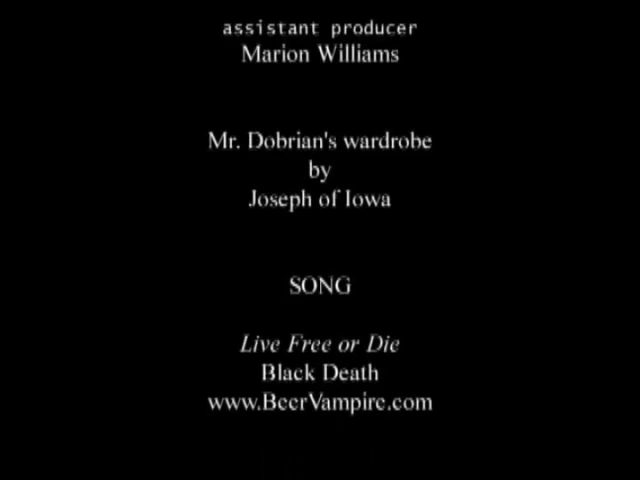 assistant producer
Marion Williams
Mr. Dobrian's wardrobe
by
Joseph of Iowa
SONG
Live Free or Die
Black Death
www.BeerVampire.com